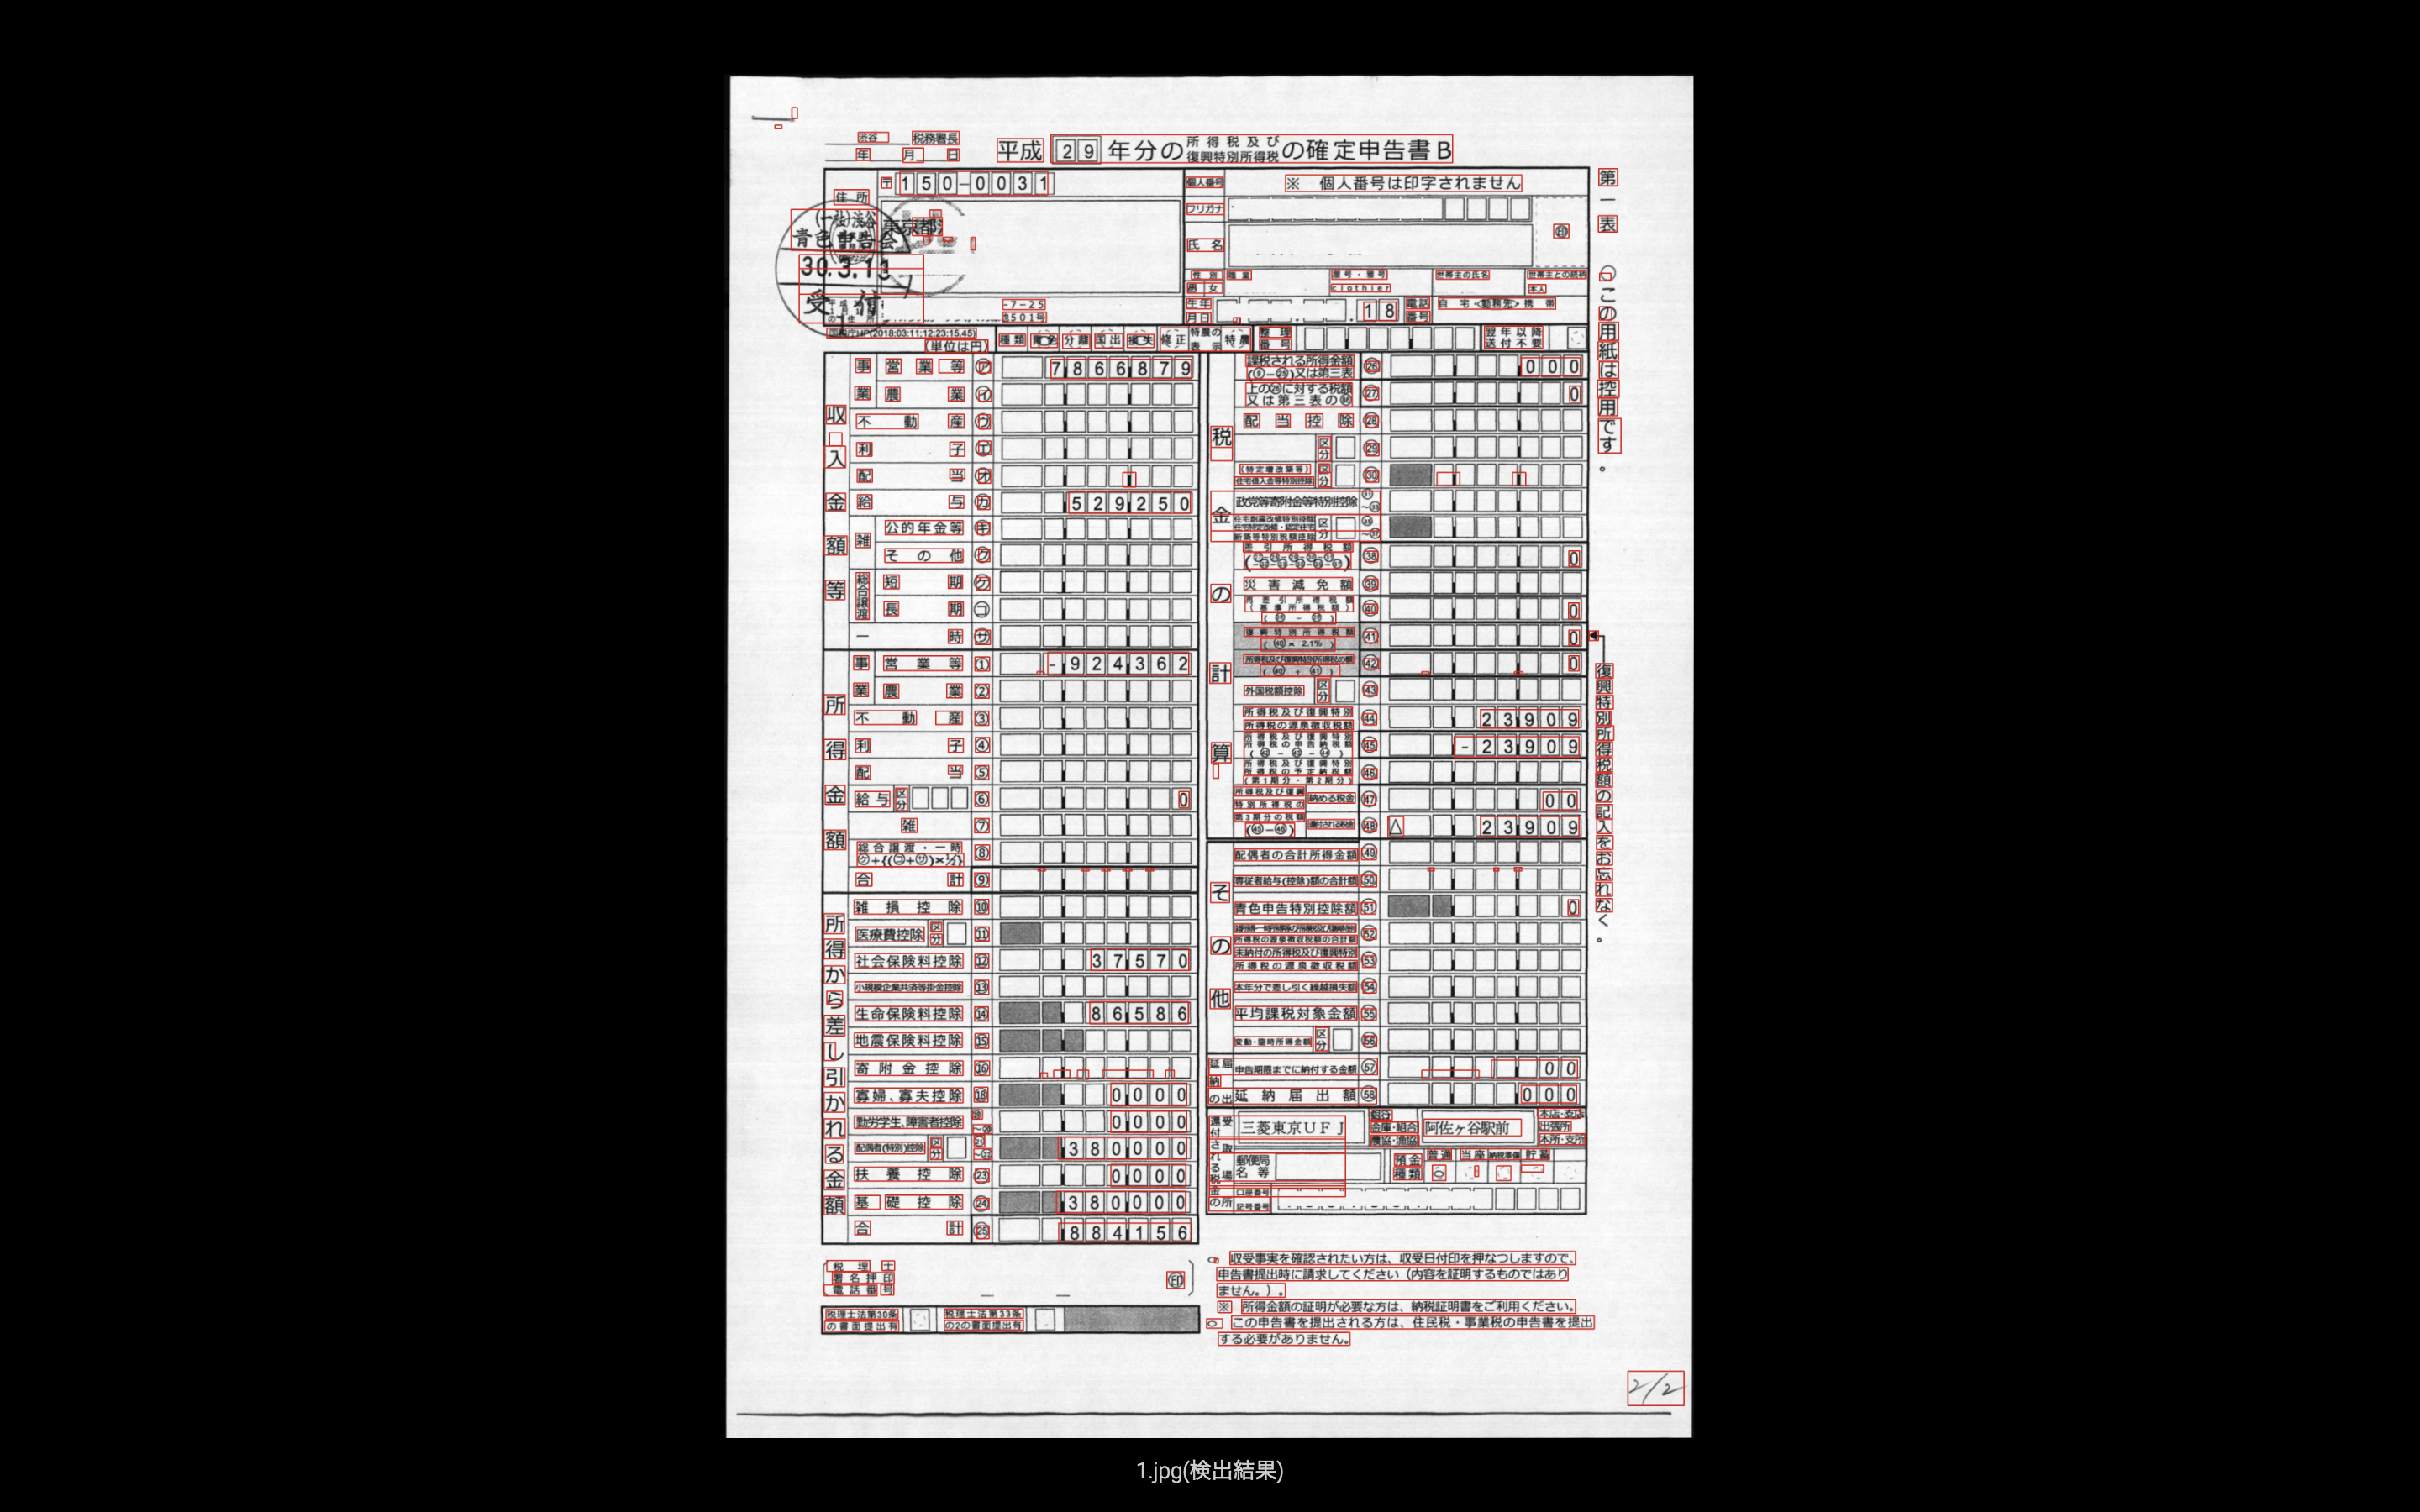 渋谷 税務署長
年 月 日
平成 29 年分の所得税及び復興特別所得税の確定申告書B
第一表
〒150-0031
個人番号 ※ 個人番号は印字されません
住所
(一社)渋谷
青色申告会
30.3.13
受付
東京都
フリガナ
氏名 ㊞
性別 職業 屋号・雅号 世帯主の氏名 世帯主との続柄
男 女 clothier 本人
-7-25
501号
生年月日 18 電話番号 自宅・勤務先・携帯
国税庁HP(2018:03:11:12:23:15.45)
(単位は円)
種類 青色 分離 国出 損失 修正 特農の表示 特農 整理番号 翌年以降送付不要
収入金額等
事業 営業等 ㋐ 7866879
農業 ㋑
不動産 ㋒
利子 ㋓
配当 ㋔
給与 ㋕ 529250
雑 公的年金等 ㋖
その他 ㋗
総合譲渡 短期 ㋘
長期 ㋙
一時 ㋚
所得金額
事業 営業等 ① -924362
農業 ②
不動産 ③
利子 ④
配当 ⑤
給与 区分 ⑥ 0
雑 ⑦
総合譲渡・一時 ㋘+{(㋙+㋚)×½} ⑧
合計 ⑨
所得から差し引かれる金額
雑損控除 ⑩
医療費控除 区分 ⑪
社会保険料控除 ⑫ 37570
小規模企業共済等掛金控除 ⑬
生命保険料控除 ⑭ 86586
地震保険料控除 ⑮
寄附金控除 ⑯
寡婦、寡夫控除 ⑱ 0000
勤労学生、障害者控除 ⑲~⑳ 0000
配偶者(特別)控除 区分 ㉑~㉒ 380000
扶養控除 ㉓ 0000
基礎控除 ㉔ 380000
合計 ㉕ 884156
税理士
署名押印
電話番号 ㊞
税理士法第30条の書面提出有
税理士法第33条の2の書面提出有
税金の計算
課税される所得金額 (⑨-㉕)又は第三表 ㉖ 000
上の㉖に対する税額又は第三表の㊏ ㉗ 0
配当控除 ㉘
区分 ㉙
(特定増改築等)住宅借入金等特別控除 区分 ㉚
政党等寄附金等特別控除 ㉛~㉝
住宅耐震改修特別控除 住宅特定改修・認定住宅新築等特別税額控除 区分 ㉟~㊲
差引所得税額 ㊳ 0
災害減免額 ㊴
再差引所得税額(基準所得税額) (㊳-㊴) ㊵ 0
復興特別所得税額 (㊵×2.1%) ㊶ 0
所得税及び復興特別所得税の額 (㊵+㊶) ㊷ 0
外国税額控除 区分 ㊸
所得税及び復興特別所得税の源泉徴収税額 ㊹ 23909
所得税及び復興特別所得税の申告納税額 (㊷-㊸-㊹) ㊺ -23909
所得税及び復興特別所得税の予定納税額 (第1期分・第2期分) ㊻
所得税及び復興特別所得税の第3期分の税額 (㊺-㊻) 納める税金 ㊼ 00
還付される税金 ㊽ △ 23909
その他
配偶者の合計所得金額 ㊾
専従者給与(控除)額の合計額 ㊿
青色申告特別控除額 51 0
雑所得・一時所得等の所得税及び復興特別所得税の源泉徴収税額の合計額 52
未納付の所得税及び復興特別所得税の源泉徴収税額 53
本年分で差し引く繰越損失額 54
平均課税対象金額 55
変動・臨時所得金額 区分 56
延納の届出
申告期限までに納付する金額 57 00
延納届出額 58 000
還付される税金の受取場所
三菱東京UFJ 銀行 金庫・組合 農協・漁協
阿佐ヶ谷駅前 本店・支店 出張所 本所・支所
郵便局名等 預金種類 普通 当座 納税準備 貯蓄
口座番号
記号番号
○この用紙は控用です。
復興特別所得税額の記入をお忘れなく。
収受事実を確認されたい方は、収受日付印を押なつしますので、
申告書提出時に請求してください(内容を証明するものではあり
ません。)。
※ 所得金額の証明が必要な方は、納税証明書をご利用ください。
○ この申告書を提出される方は、住民税・事業税の申告書を提出
する必要がありません。
2/2
1.jpg(検出結果)